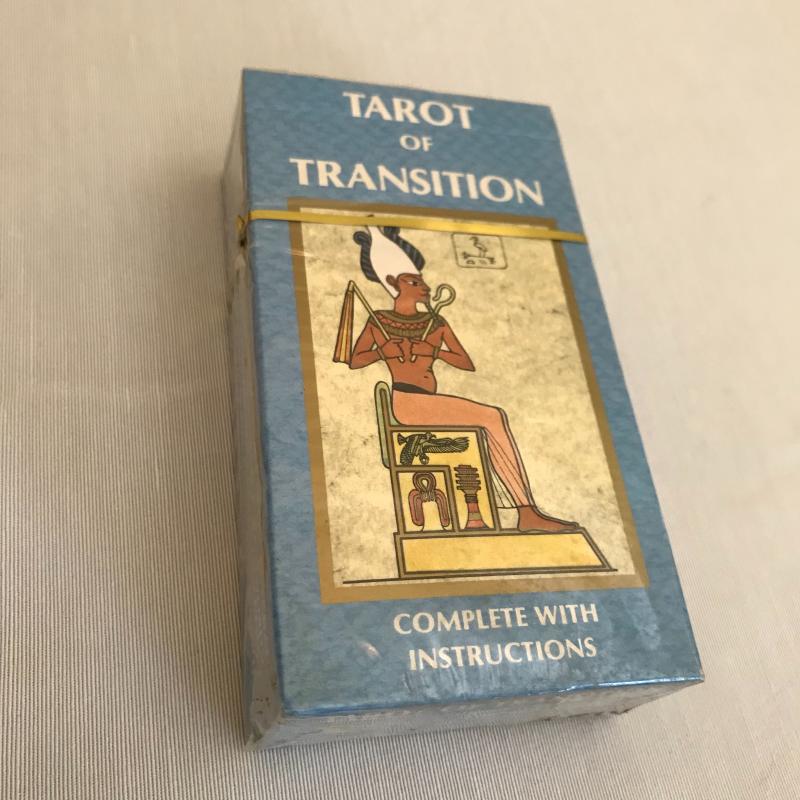 TAROT
OF
TRANSITION
COMPLETE WITH
INSTRUCTIONS